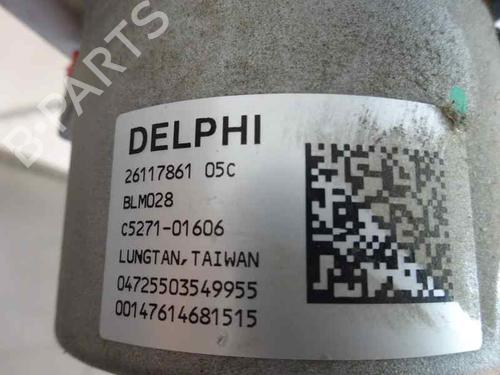 B-PARTS
DELPHI
26117861 05C
BLM028
c5271-01606
LUNGTAN, TAIWAN
04725503549955
00147614681515